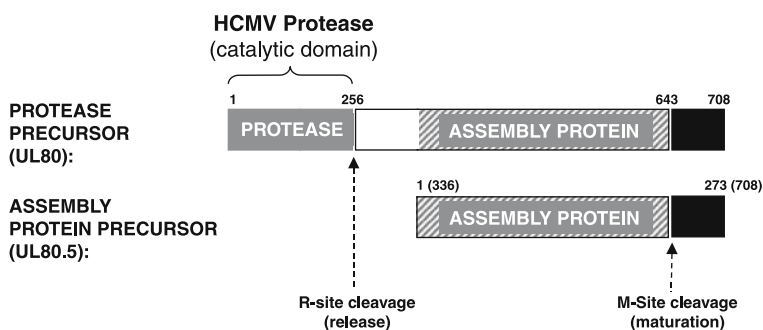 HCMV Protease
(catalytic domain)
1 256 643 708
PROTEASE
PRECURSOR
(UL80):
PROTEASE ASSEMBLY PROTEIN
1 (336) 273 (708)
ASSEMBLY
PROTEIN PRECURSOR
(UL80.5):
ASSEMBLY PROTEIN
R-site cleavage
(release)
M-Site cleavage
(maturation)